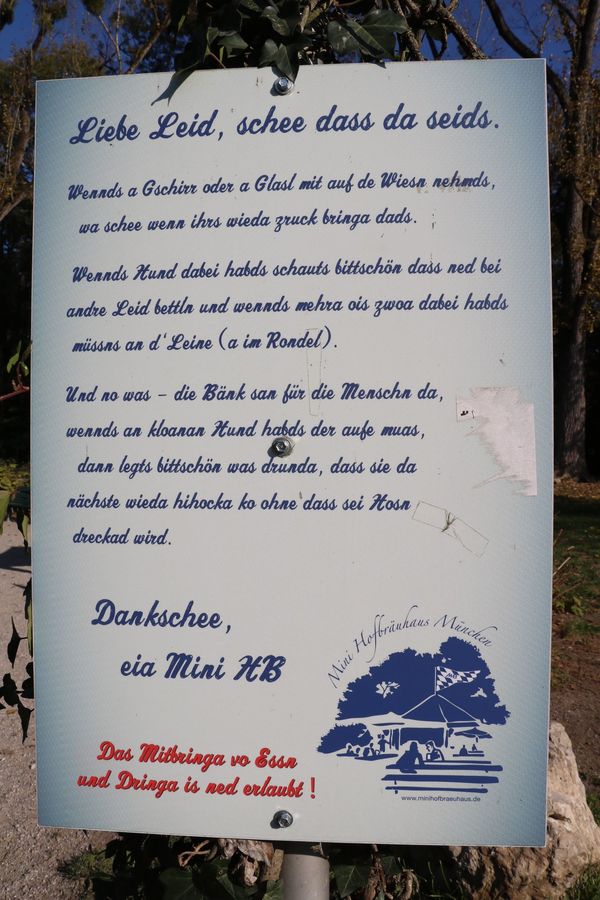 Liebe Leid, schee dass da seids.
Wennds a Gschirr oder a Glasl mit auf de Wiesn nehmds,
wa schee wenn ihrs wieda zruck bringa dads.
Wennds Hund dabei habds schauts bittschön dass ned bei
andre Leid bettln und wennds mehra ois zwoa dabei habds
müssns an d'Leine (a im Rondel).
Und no was – die Bänk san für die Menschn da,
wennds an kloanan Hund habds der aufe muas,
dann legts bittschön was drunda, dass sie da
nächste wieda hihocka ko ohne dass sei Hosn
dreckad wird.
Dankschee,
eia Mini HB
Mini Hofbräuhaus München
www.minihofbraeuhaus.de
Das Mitbringa vo Essn
und Dringa is ned erlaubt !